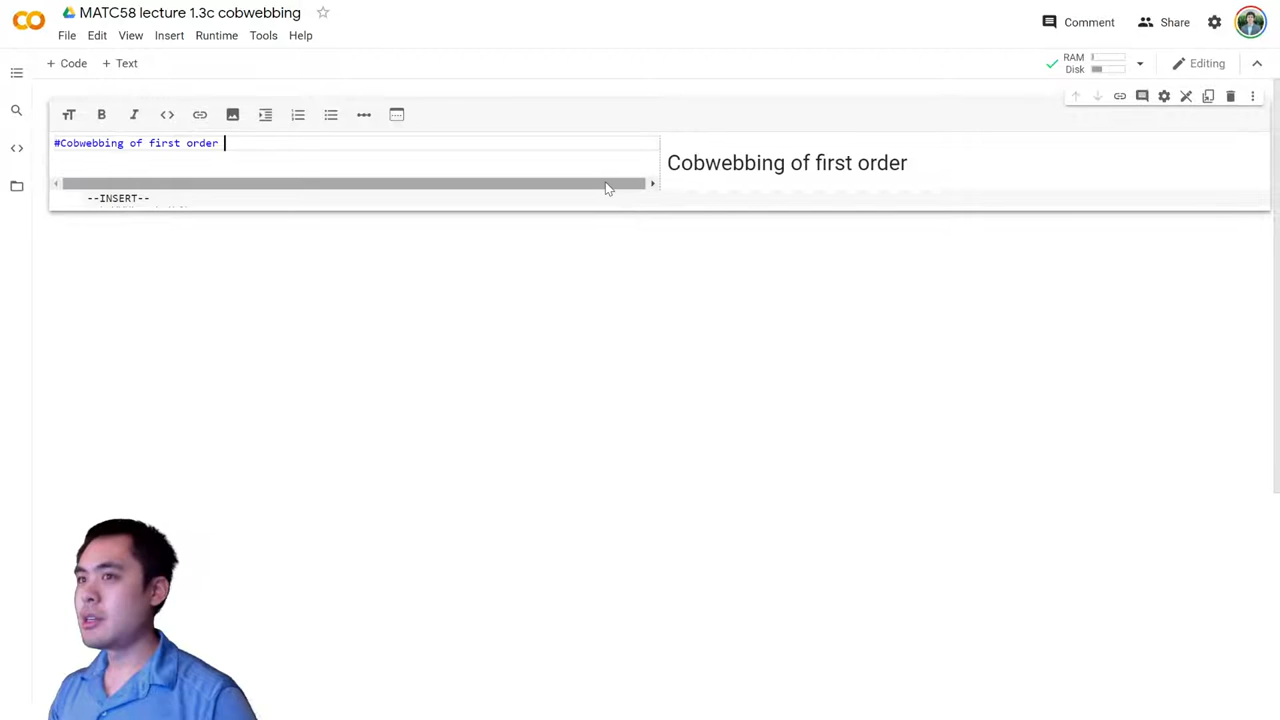 MATC58 lecture 1.3c cobwebbing
File Edit View Insert Runtime Tools Help
Comment Share
+ Code + Text
RAM
Disk
Editing
#Cobwebbing of first order
Cobwebbing of first order
--INSERT--